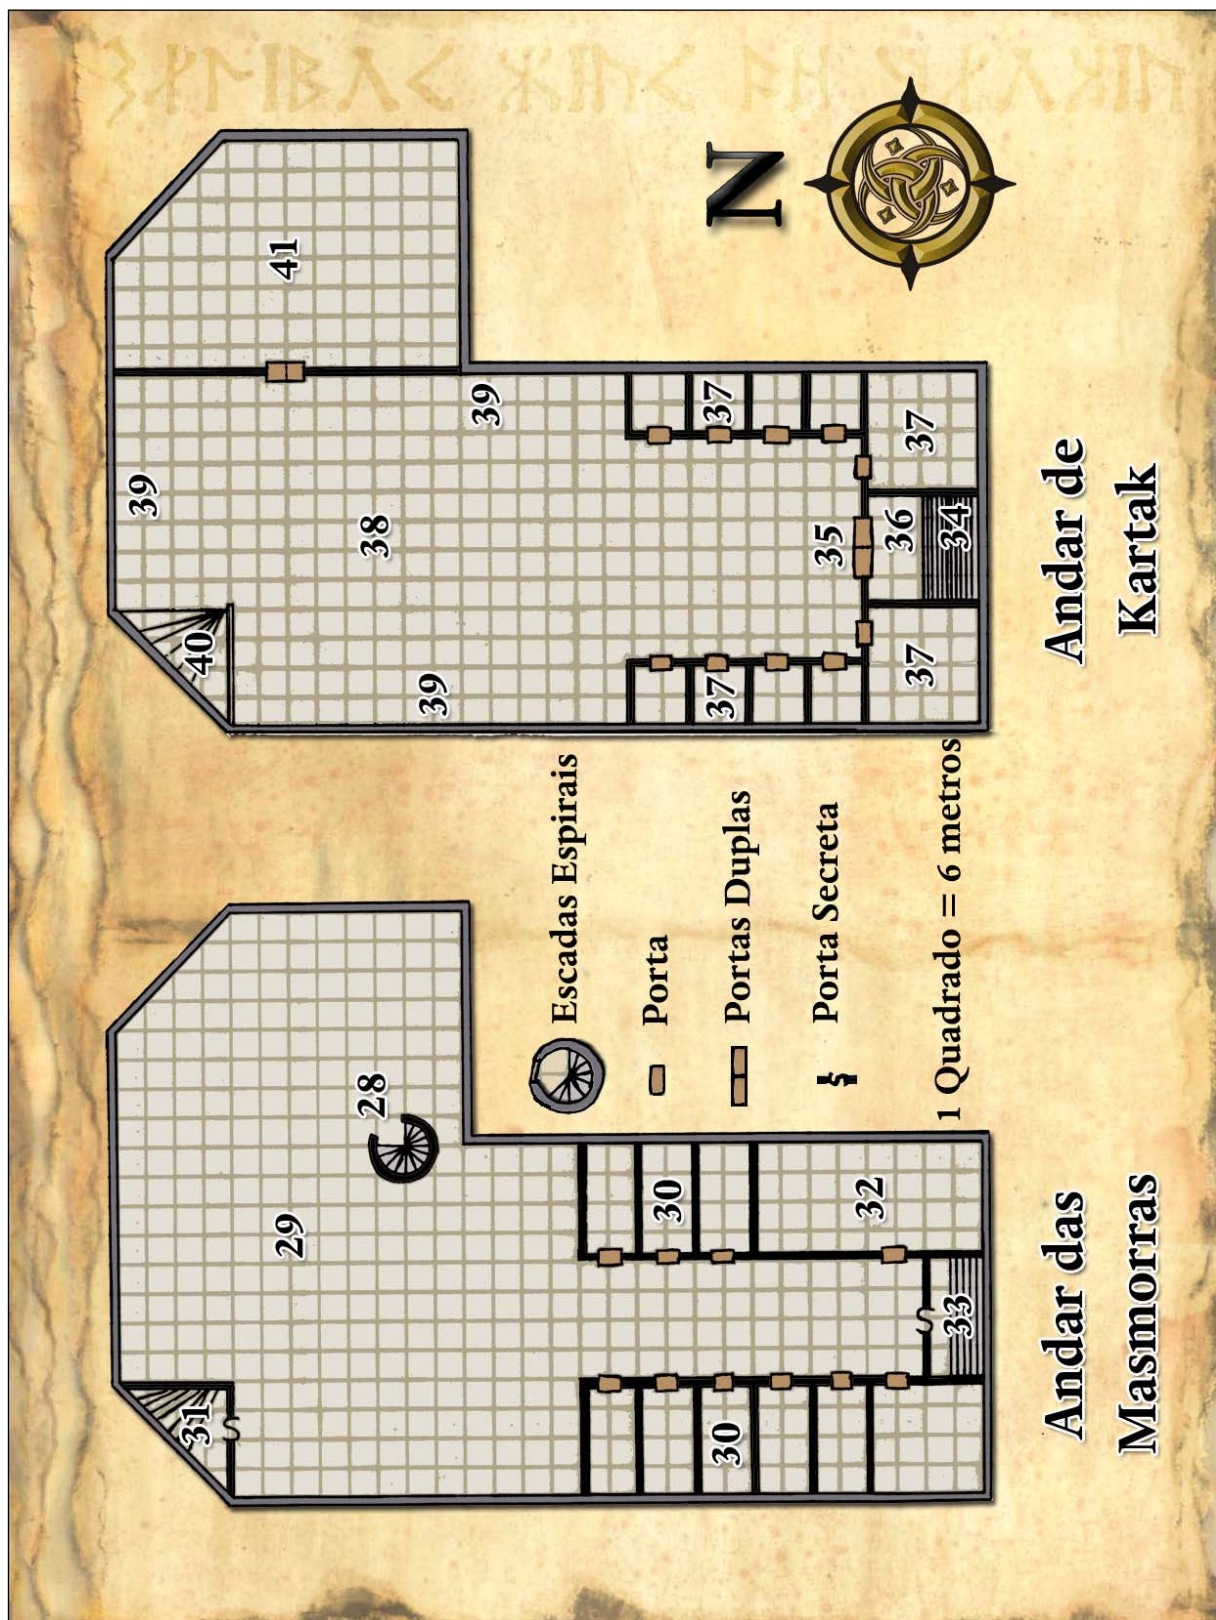 31
29
28
30
30
32
33
Andar das
Masmorras
Escadas Espirais
Porta
Portas Duplas
Porta Secreta
1 Quadrado = 6 metros
39
40
41
38
39
39
37
37
35
36
37
37
34
Andar de
Kartak
N